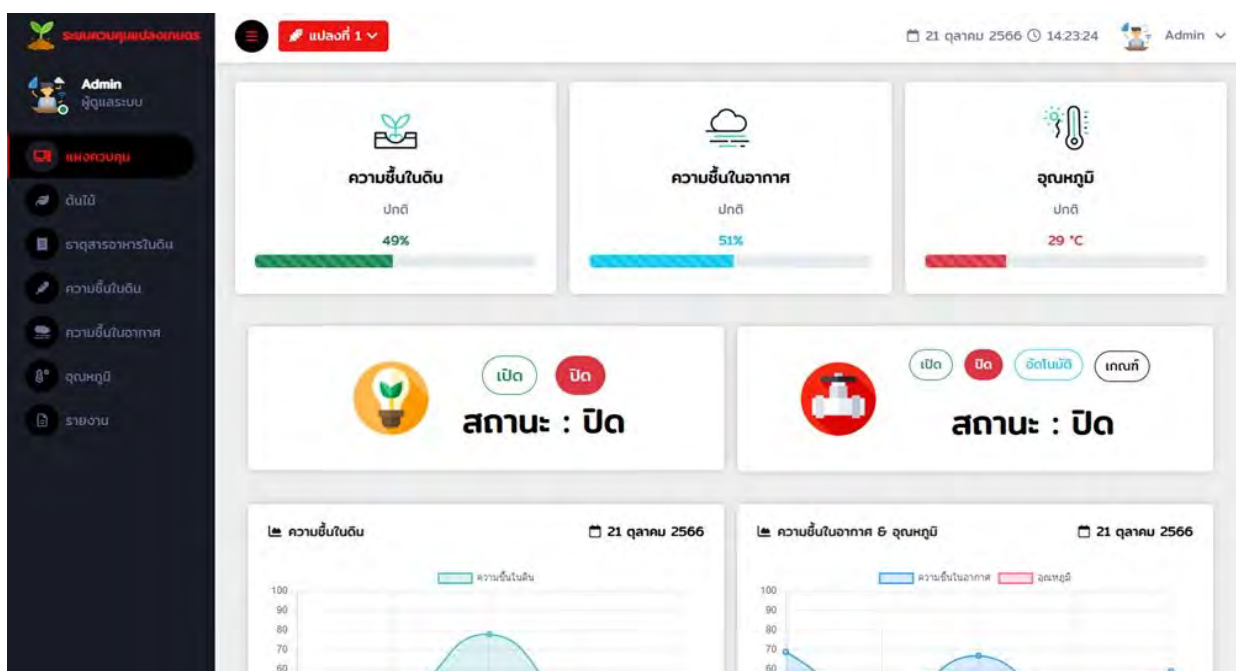 ระบบควบคุมแปลงเกษตร
แปลงที่ 1
21 ตุลาคม 2566 14:23:24
Admin
Admin
ผู้ดูแลระบบ
แผงควบคุม
ต้นไม้
ธาตุสารอาหารในดิน
ความชื้นในดิน
ความชื้นในอากาศ
อุณหภูมิ
รายงาน
ความชื้นในดิน
ปกติ
49%
ความชื้นในอากาศ
ปกติ
51%
อุณหภูมิ
ปกติ
29 °C
เปิด ปิด
สถานะ : ปิด
เปิด ปิด อัตโนมัติ เกณฑ์
สถานะ : ปิด
ความชื้นในดิน 21 ตุลาคม 2566
ความชื้นในดิน
100
90
80
70
60
ความชื้นในอากาศ & อุณหภูมิ 21 ตุลาคม 2566
ความชื้นในอากาศ อุณหภูมิ
100
90
80
70
60